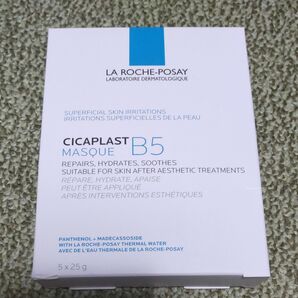 LA ROCHE-POSAY
LABORATOIRE DERMATOLOGIQUE
SUPERFICIAL SKIN IRRITATIONS
IRRITATIONS SUPERFICIELLES DE LA PEAU
CICAPLAST B5
MASQUE
REPAIRS, HYDRATES, SOOTHES
SUITABLE FOR SKIN AFTER AESTHETIC TREATMENTS
RÉPARE, HYDRATE, APAISE
PEUT ÊTRE APPLIQUÉ
APRÈS INTERVENTIONS ESTHÉTIQUES
PANTHENOL + MADECASSOSIDE
WITH LA ROCHE-POSAY THERMAL WATER
AVEC DE L'EAU THERMALE DE LA ROCHE-POSAY
5 x 25 g